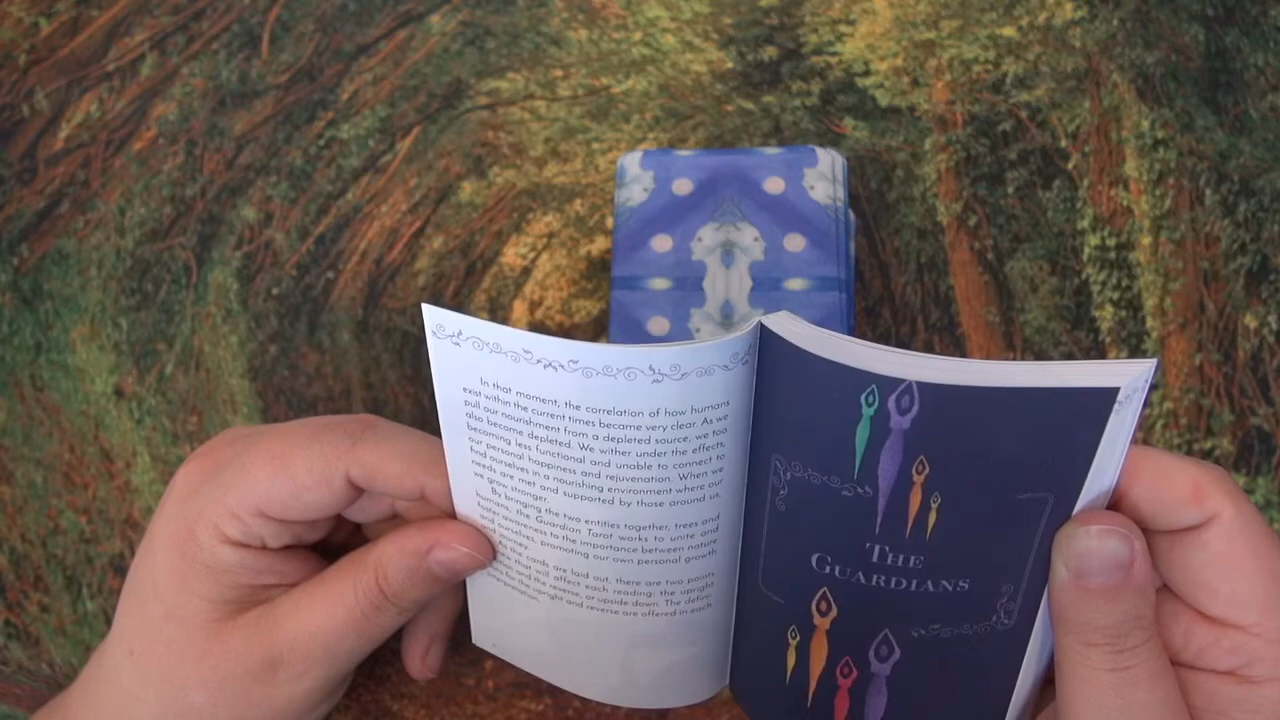 In that moment, the correlation of how humans
exist within the current times became very clear. As we
pull our nourishment from a depleted source, we too
also become depleted. We wither under the effects,
becoming less functional and unable to connect to
our personal happiness and rejuvenation. When we
find ourselves in a nourishing environment where our
needs are met and supported by those around us,
we grow stronger.
By bringing the two entities together, trees and
humans, the Guardian Tarot works to unite and
foster awareness to the importance between nature
and ourselves, promoting our own personal growth
and journey.
As the cards are laid out, there are two points
that will affect each reading: the upright
and the reverse, or upside down. The defini-
for the upright and reverse are offered in each
interpretation.
THE
GUARDIANS